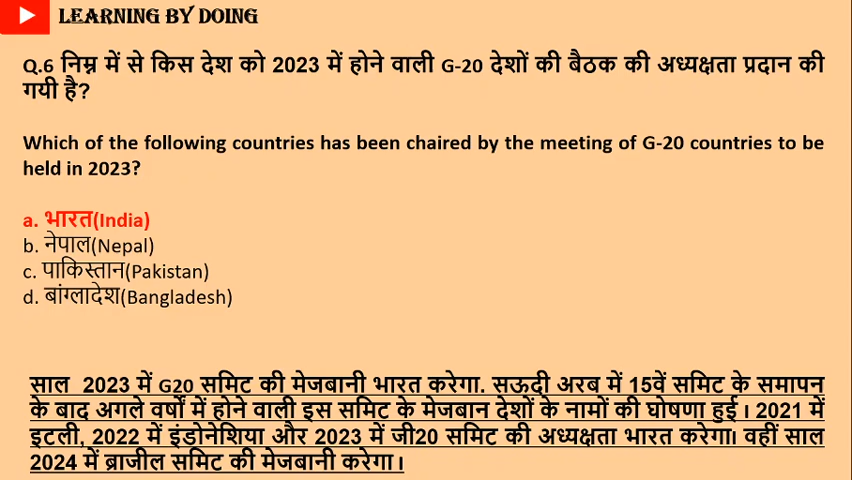 LEARNING BY DOING
Q.6 निम्न में से किस देश को 2023 में होने वाली G-20 देशों की बैठक की अध्यक्षता प्रदान की
गयी है?
Which of the following countries has been chaired by the meeting of G-20 countries to be
held in 2023?
a. भारत(India)
b. नेपाल(Nepal)
c. पाकिस्तान(Pakistan)
d. बांग्लादेश(Bangladesh)
साल 2023 में G20 समिट की मेजबानी भारत करेगा. सऊदी अरब में 15वें समिट के समापन
के बाद अगले वर्षों में होने वाली इस समिट के मेजबान देशों के नामों की घोषणा हुई। 2021 में
इटली, 2022 में इंडोनेशिया और 2023 में जी20 समिट की अध्यक्षता भारत करेगा। वहीं साल
2024 में ब्राजील समिट की मेजबानी करेगा।